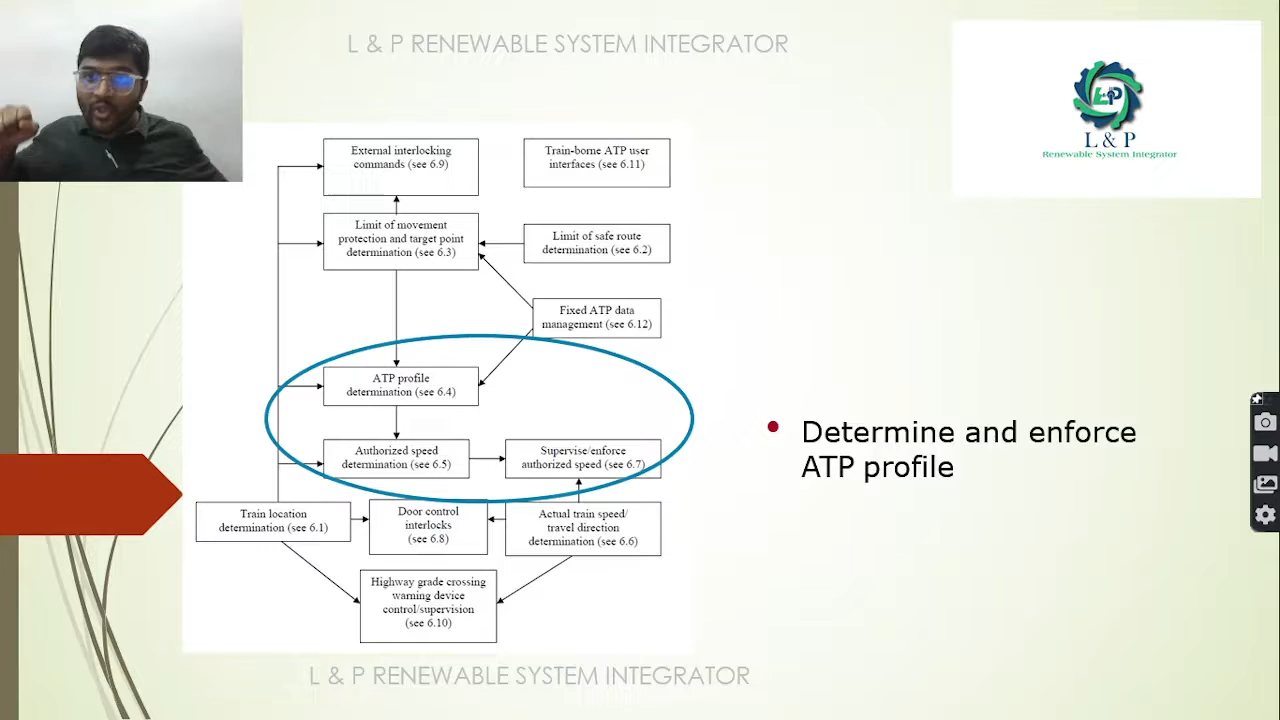 L & P RENEWABLE SYSTEM INTEGRATOR
L & P
Renewable System Integrator
External interlocking
commands (see 6.9)
Train-borne ATP user
interfaces (see 6.11)
Limit of movement
protection and target point
determination (see 6.3)
Limit of safe route
determination (see 6.2)
Fixed ATP data
management (see 6.12)
ATP profile
determination (see 6.4)
Authorized speed
determination (see 6.5)
Supervise/enforce
authorized speed (see 6.7)
Train location
determination (see 6.1)
Door control
interlocks
(see 6.8)
Actual train speed/
travel direction
determination (see 6.6)
Highway grade crossing
warning device
control/supervision
(see 6.10)
Determine and enforce
ATP profile
L & P RENEWABLE SYSTEM INTEGRATOR